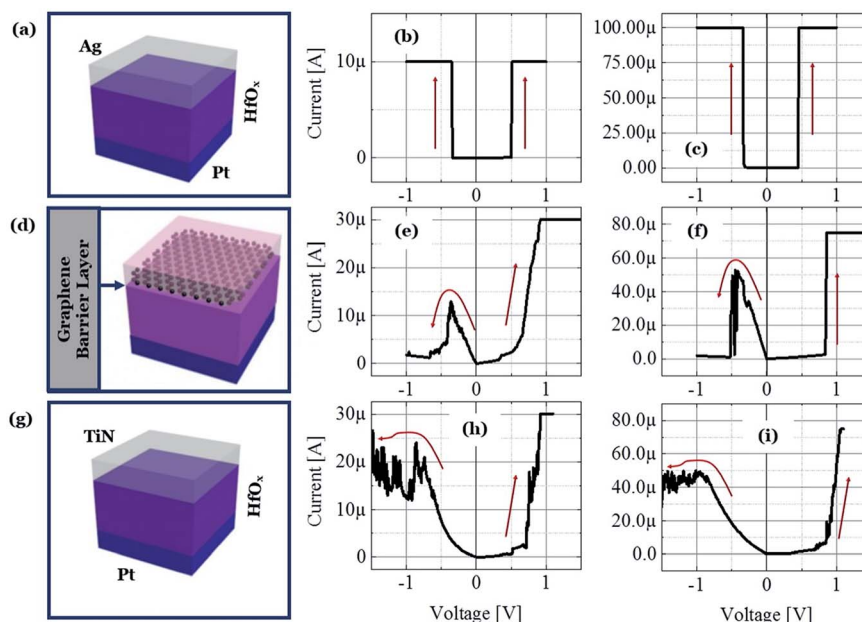 (a)
Ag
HfOx
Pt
(b)
Current [A]
10μ
0
-1
0
1
(c)
100.00μ
75.00μ
50.00μ
25.00μ
0.00
-1
0
1
(d)
Graphene
Barrier Layer
(e)
Current [A]
30μ
20μ
10μ
0
-1
0
1
(f)
80.0μ
60.0μ
40.0μ
20.0μ
0.0
-1
0
1
(g)
TiN
HfOx
Pt
(h)
Current [A]
30μ
20μ
10μ
0
-1
0
1
Voltage [V]
(i)
80.0μ
60.0μ
40.0μ
20.0μ
0.0
-1
0
1
Voltage [V]